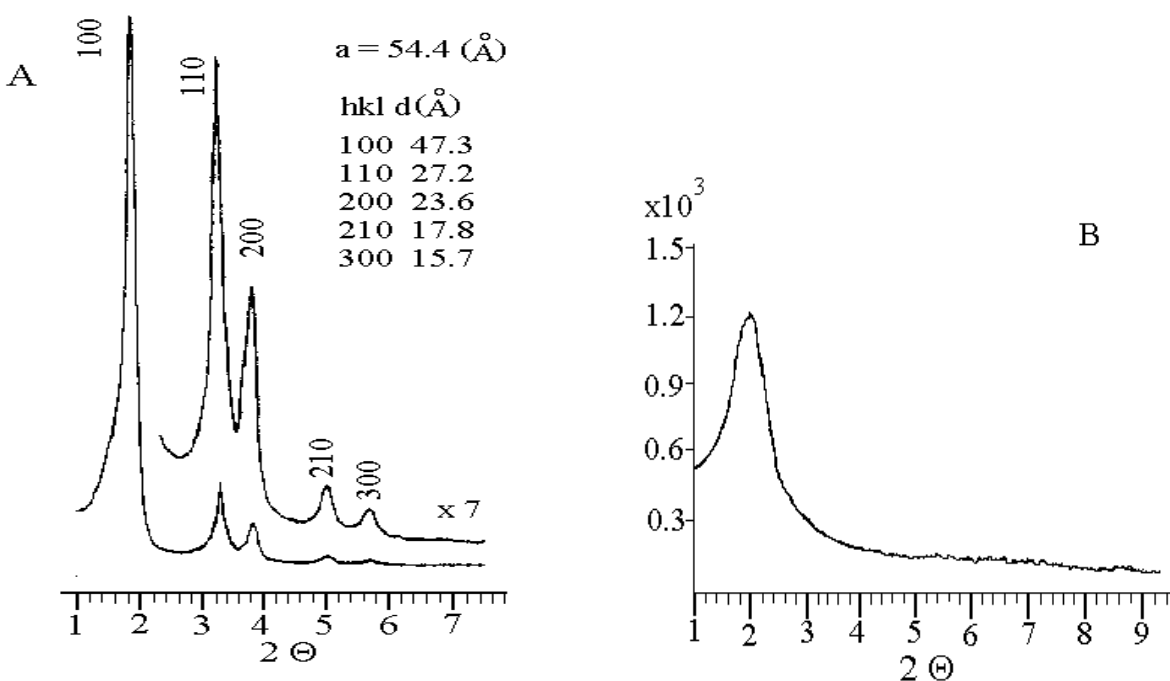 A
100
110
200
210
300
x 7
a = 54.4 (Å)
hkl d(Å)
100 47.3
110 27.2
200 23.6
210 17.8
300 15.7
1 2 3 4 5 6 7
2 Θ
B
x10³
1.5
1.2
0.9
0.6
0.3
1 2 3 4 5 6 7 8 9
2 Θ